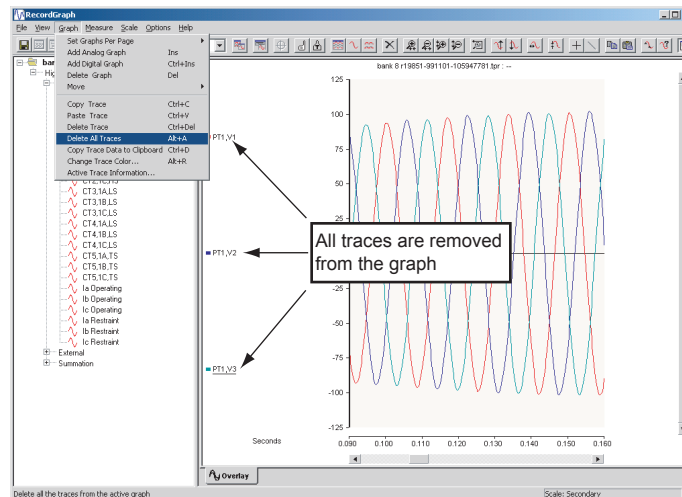 RecordGraph
File View Graph Measure Scale Options Help
Set Graphs Per Page
Add Analog Graph Ins
Add Digital Graph Ctrl+Ins
Delete Graph Del
Move
Copy Trace Ctrl+C
Paste Trace Ctrl+V
Delete Trace Ctrl+Del
Delete All Traces Alt+A
Copy Trace Data to Clipboard Ctrl+D
Change Trace Color... Alt+R
Active Trace Information...
CT3,1A,LS
CT3,1B,LS
CT3,1C,LS
CT4,1A,LS
CT4,1B,LS
CT4,1C,LS
CT5,1A,TS
CT5,1B,TS
CT5,1C,TS
Ia Operating
Ib Operating
Ic Operating
Ia Restraint
Ib Restraint
Ic Restraint
External
Summation
bank 8 r19851-991101-105947781.tpr : --
PT1,V1
PT1,V2
PT1,V3
125
100
75
50
25
-25
-50
-75
-100
-125
All traces are removed
from the graph
Seconds
0.090 0.100 0.110 0.120 0.130 0.140 0.150 0.160
Overlay
Delete all the traces from the active graph
Scale: Secondary